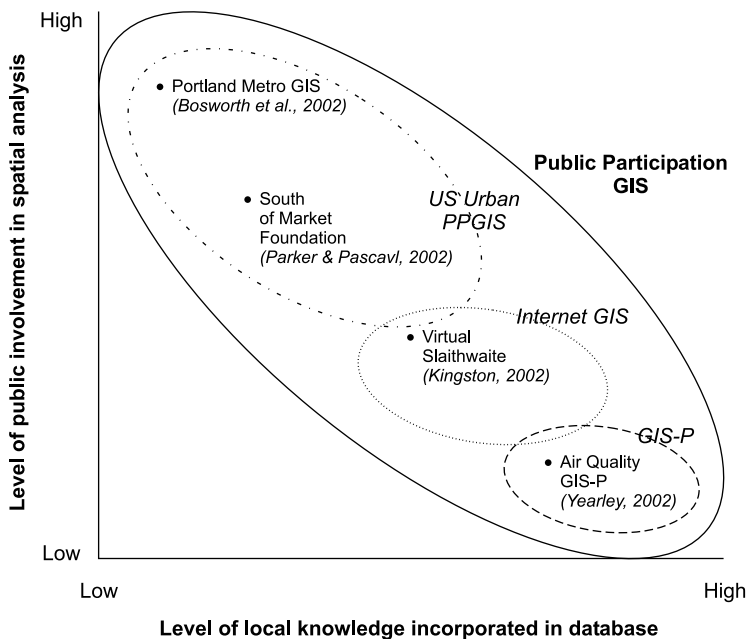 High
Level of public involvement in spatial analysis
Portland Metro GIS
(Bosworth et al., 2002)
Public Participation
GIS
South
of Market
Foundation
(Parker & Pascavl, 2002)
US Urban
PPGIS
Internet GIS
Virtual
Slaithwaite
(Kingston, 2002)
GIS-P
Air Quality
GIS-P
(Yearley, 2002)
Low
Low
High
Level of local knowledge incorporated in database